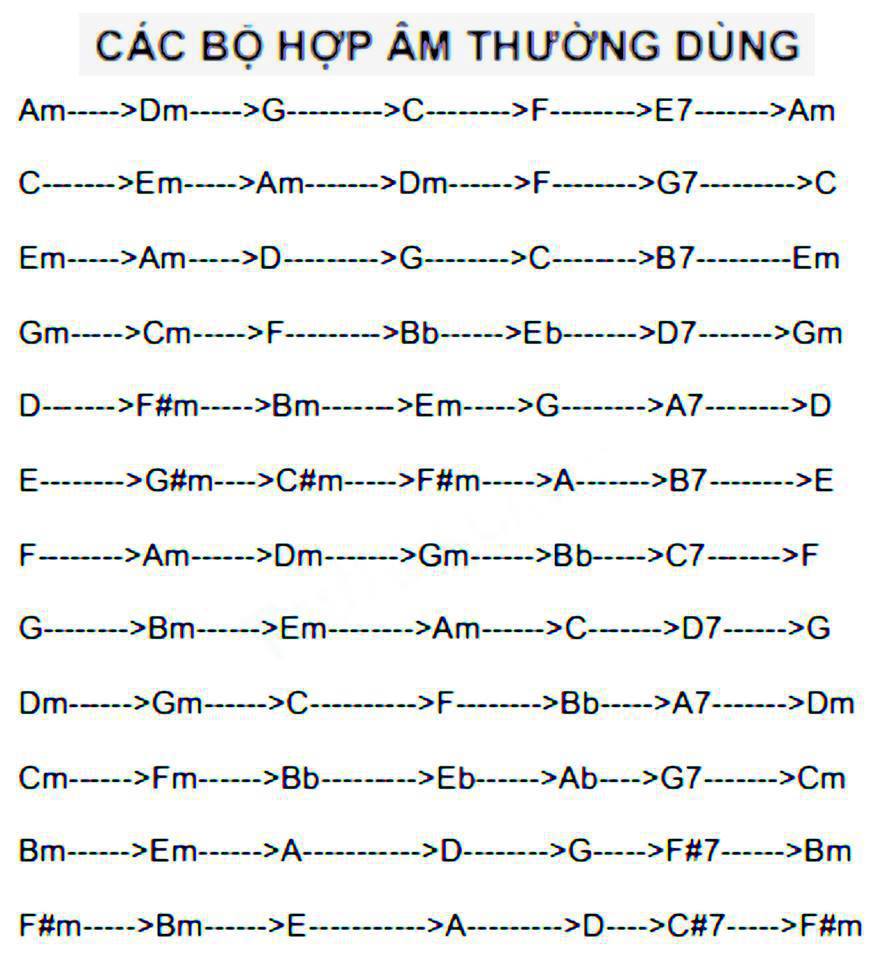 CÁC BỘ HỢP ÂM THƯỜNG DÙNG
Am----->Dm----->G--------->C-------->F-------->E7------->Am
C------->Em----->Am------->Dm------>F-------->G7--------->C
Em----->Am----->D--------->G-------->C-------->B7---------Em
Gm----->Cm----->F--------->Bb------>Eb------->D7------->Gm
D------->F#m----->Bm------->Em----->G-------->A7-------->D
E-------->G#m---->C#m----->F#m----->A------->B7-------->E
F-------->Am------>Dm------->Gm------>Bb----->C7------->F
G-------->Bm------>Em-------->Am------>C------->D7------>G
Dm------>Gm------>C---------->F-------->Bb----->A7------->Dm
Cm------>Fm------>Bb--------->Eb------>Ab---->G7------->Cm
Bm------>Em------>A----------->D-------->G----->F#7------>Bm
F#m----->Bm------>E----------->A--------->D---->C#7----->F#m